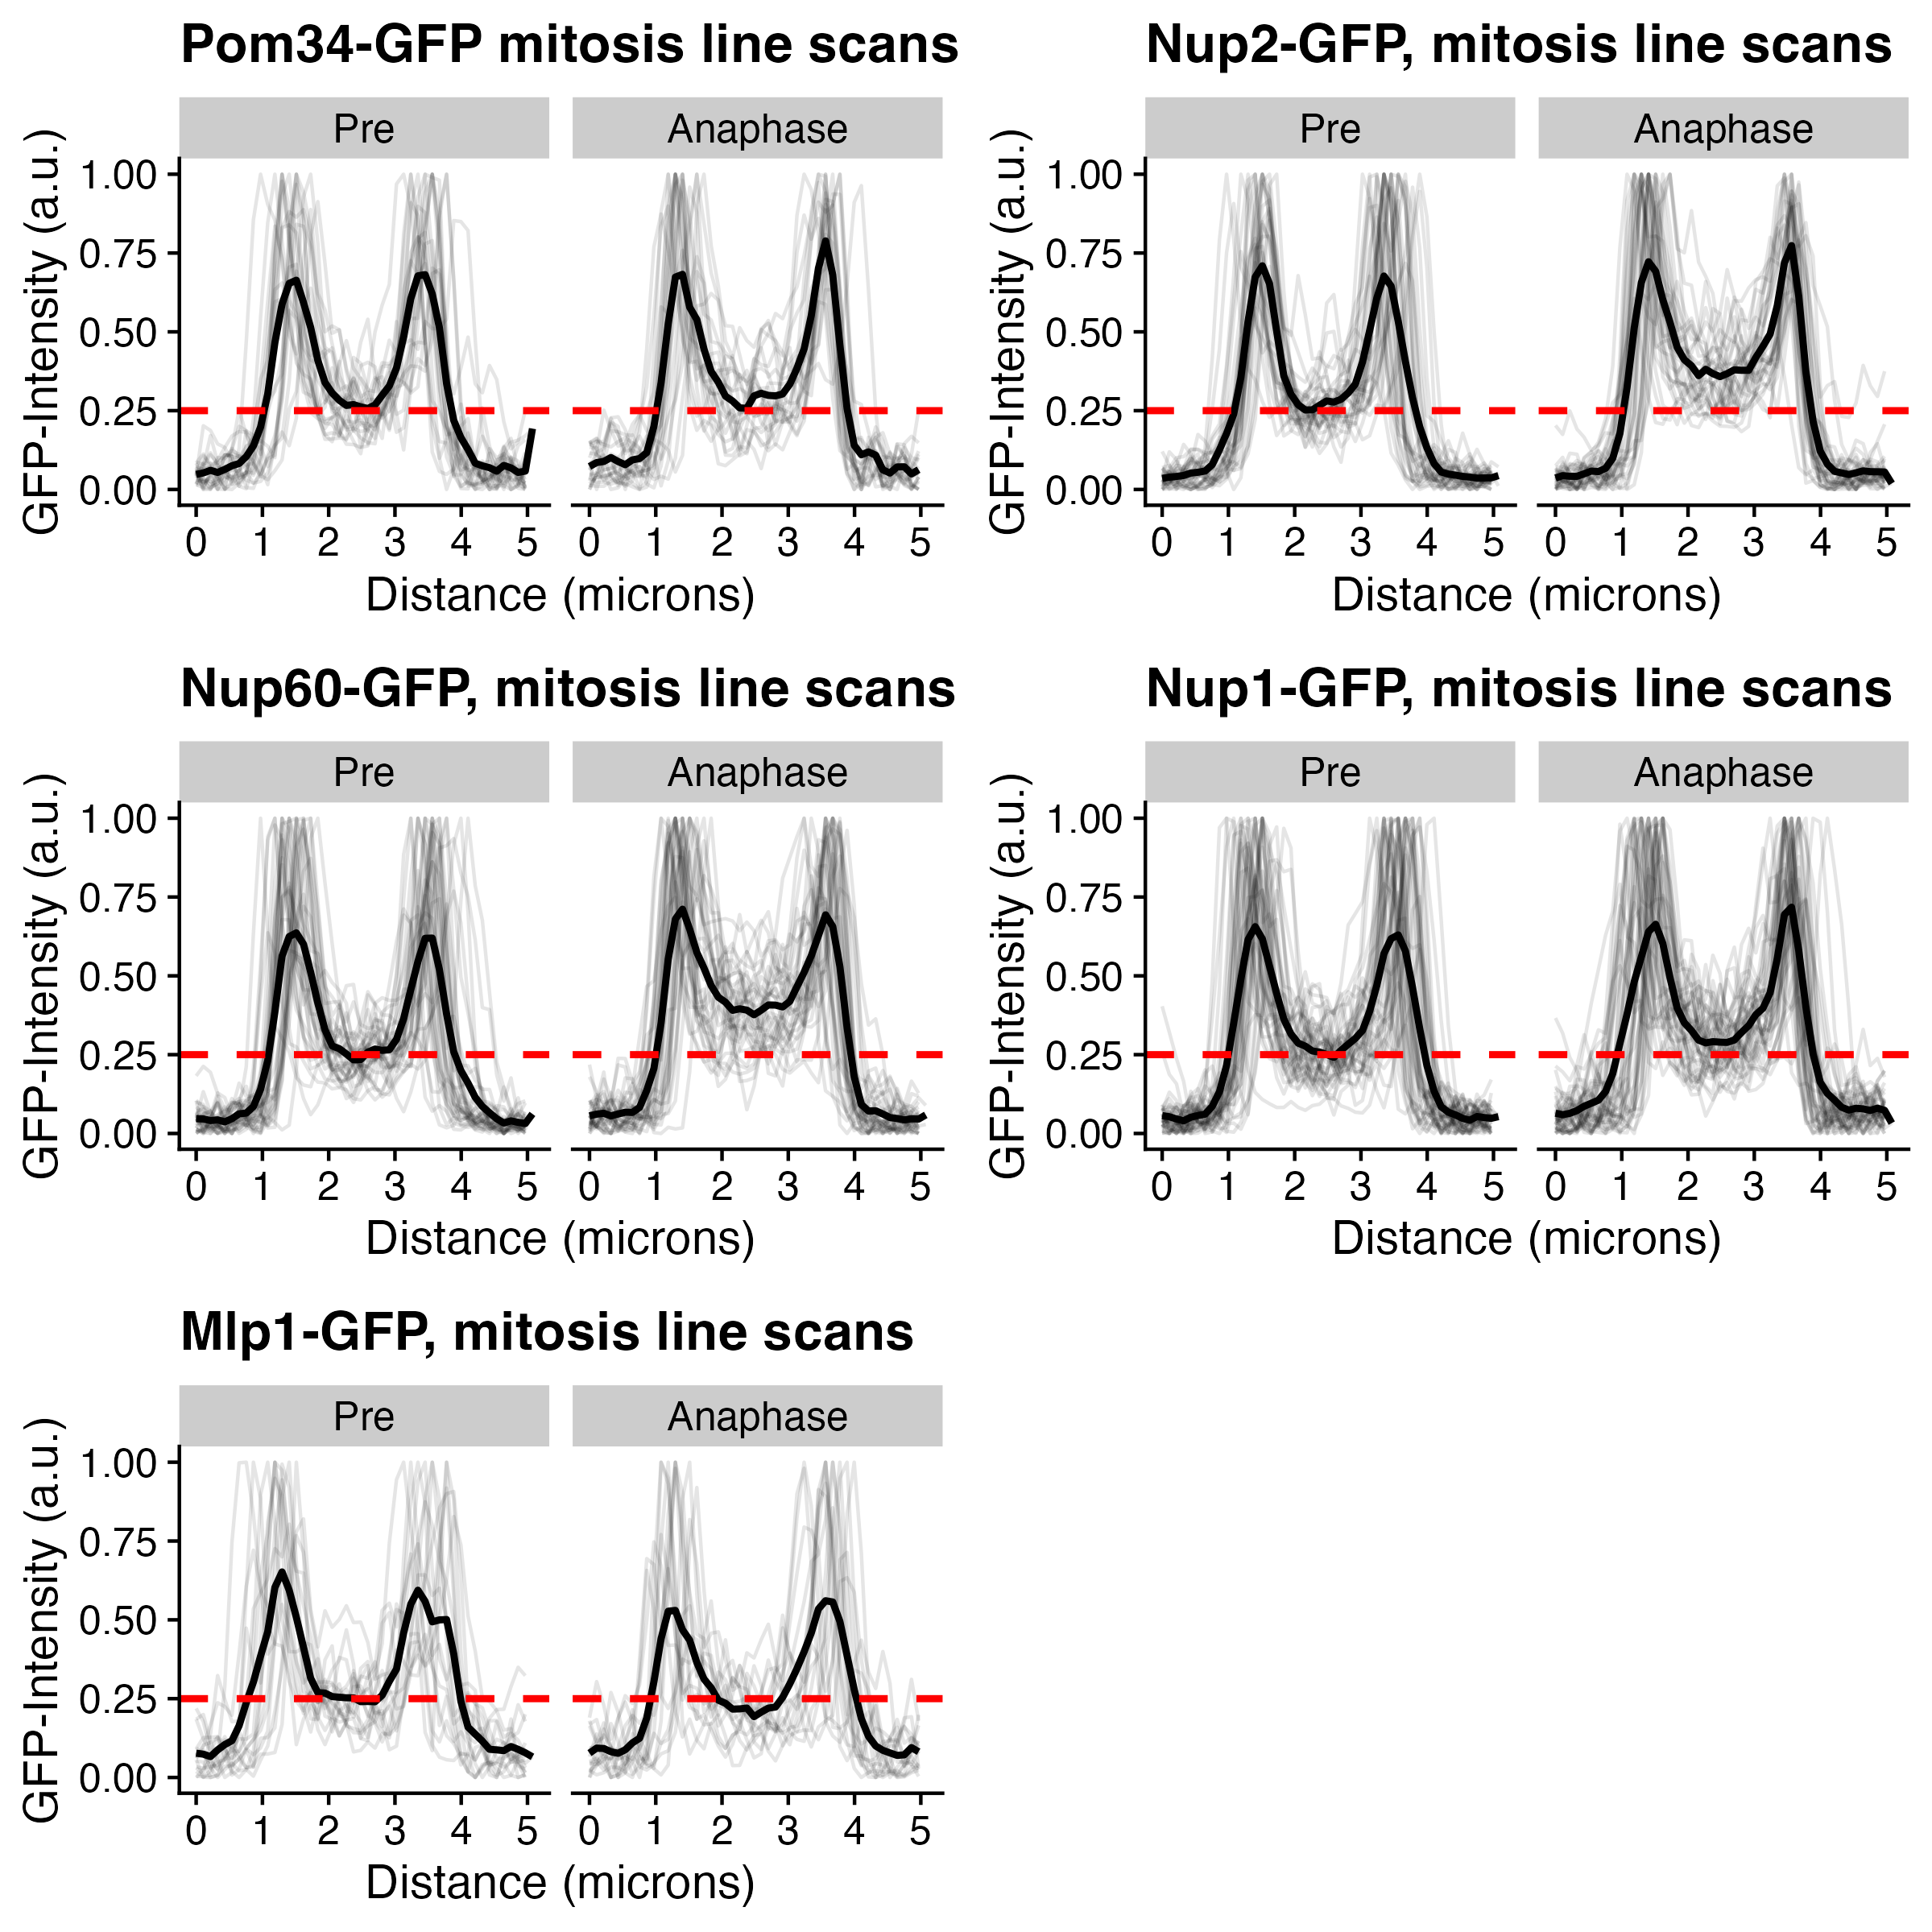 Pom34-GFP mitosis line scans
Pre
Anaphase
GFP-Intensity (a.u.)
1.00
0.75
0.50
0.25
0.00
0 1 2 3 4 5
0 1 2 3 4 5
Distance (microns)
Nup2-GFP, mitosis line scans
Pre
Anaphase
GFP-Intensity (a.u.)
1.00
0.75
0.50
0.25
0.00
0 1 2 3 4 5
0 1 2 3 4 5
Distance (microns)
Nup60-GFP, mitosis line scans
Pre
Anaphase
GFP-Intensity (a.u.)
1.00
0.75
0.50
0.25
0.00
0 1 2 3 4 5
0 1 2 3 4 5
Distance (microns)
Nup1-GFP, mitosis line scans
Pre
Anaphase
GFP-Intensity (a.u.)
1.00
0.75
0.50
0.25
0.00
0 1 2 3 4 5
0 1 2 3 4 5
Distance (microns)
Mlp1-GFP, mitosis line scans
Pre
Anaphase
GFP-Intensity (a.u.)
1.00
0.75
0.50
0.25
0.00
0 1 2 3 4 5
0 1 2 3 4 5
Distance (microns)